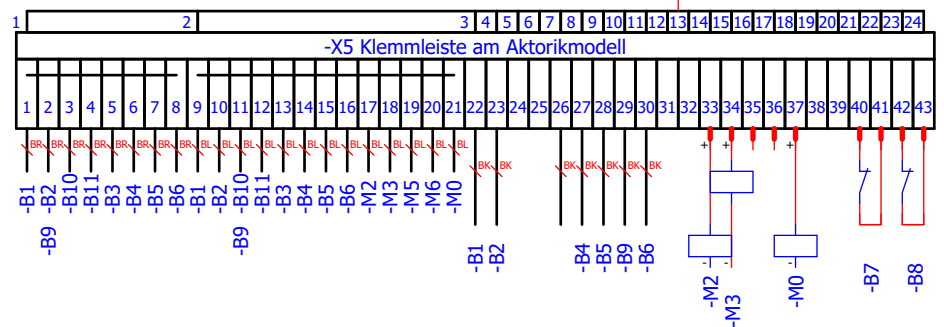 1 2 3 4 5 6 7 8 9 10 11 12 13 14 15 16 17 18 19 20 21 22 23 24
-X5 Klemmleiste am Aktorikmodell
1 2 3 4 5 6 7 8 9 10 11 12 13 14 15 16 17 18 19 20 21 22 23 24 25 26 27 28 29 30 31 32 33 34 35 36 37 38 39 40 41 42 43
BR BR BR BR BR BR BR BR BL BL BL BL BL BL BL BL BL BL BL BL BL + + +
BK BK BK BK BK BK BK
-B1 -B2 -B10 -B11 -B3 -B4 -B5 -B6 -B1 -B2 -B10 -B11 -B3 -B4 -B5 -B6 -M2 -M3 -M5 -M6 -M0
-B9 -B9
-B1 -B2 -B4 -B5 -B9 -B6
- - -
-M2 -M3 -M0 -B7 -B8